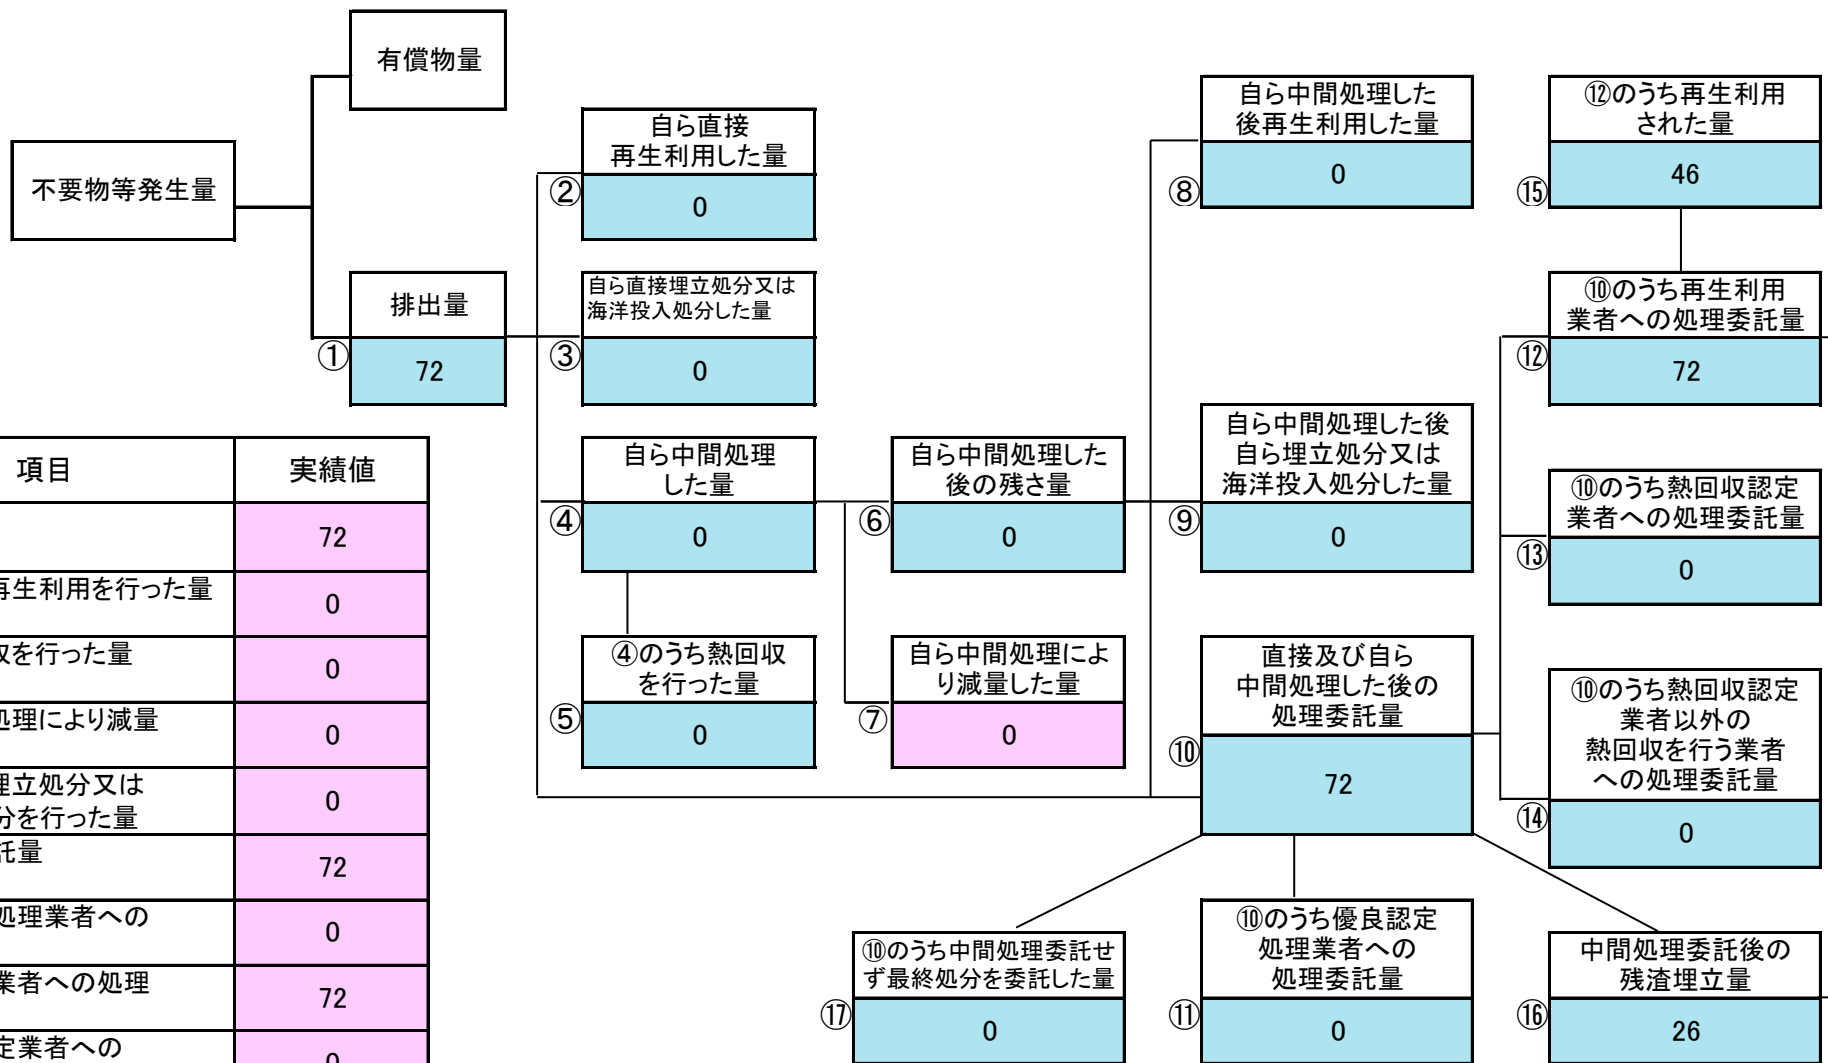 有償物量
不要物等発生量
排出量
①
72
自ら直接
再生利用した量
②
0
自ら直接埋立処分又は
海洋投入処分した量
③
0
自ら中間処理
した量
④
0
④のうち熱回収
を行った量
⑤
0
自ら中間処理した
後の残さ量
⑥
0
自ら中間処理によ
り減量した量
⑦
0
自ら中間処理した
後再生利用した量
⑧
0
自ら中間処理した後
自ら埋立処分又は
海洋投入処分した量
⑨
0
直接及び自ら
中間処理した後の
処理委託量
⑩
72
⑫のうち再生利用
された量
⑮
46
⑩のうち再生利用
業者への処理委託量
⑫
72
⑩のうち熱回収認定
業者への処理委託量
⑬
0
⑩のうち熱回収認定
業者以外の
熱回収を行う業者
への処理委託量
⑭
0
⑩のうち中間処理委託せ
ず最終処分を委託した量
⑰
0
⑩のうち優良認定
処理業者への
処理委託量
⑪
0
中間処理委託後の
残渣埋立量
⑯
26
項目 実績値
72
再生利用を行った量 0
を行った量 0
処理により減量 0
埋立処分又は
分を行った量 0
託量 72
処理業者への 0
業者への処理 72
定業者への 0